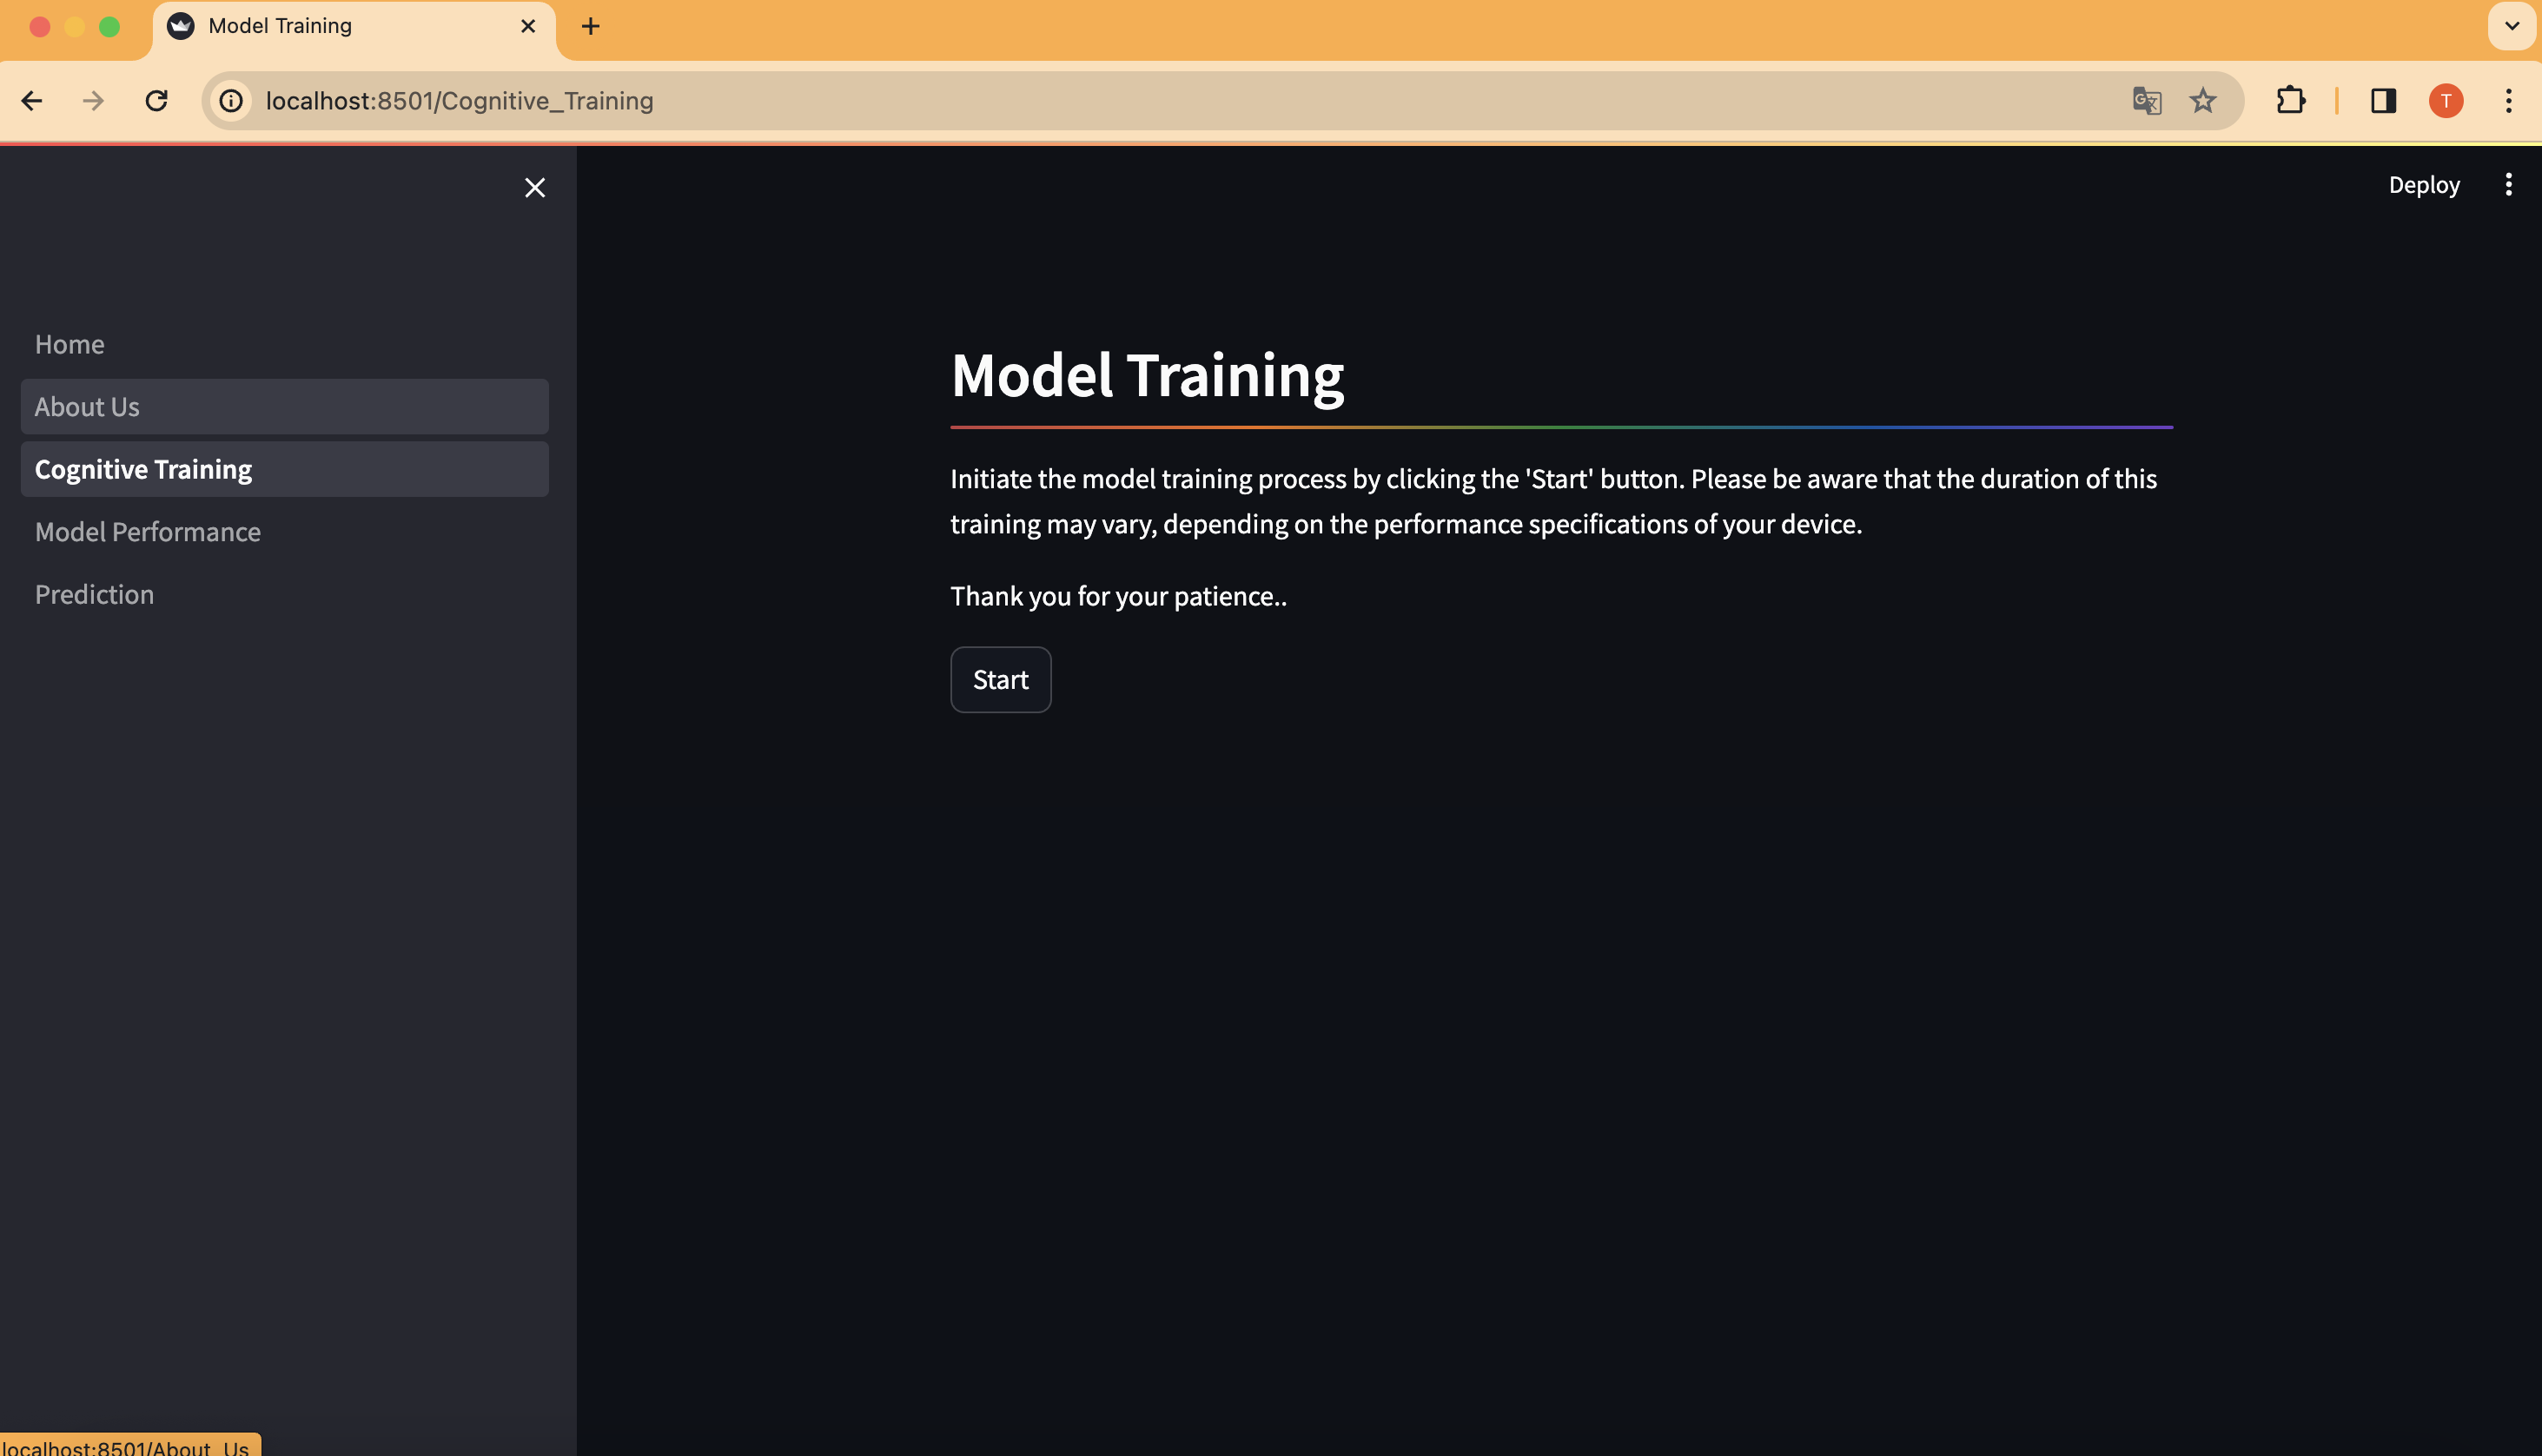 Model Training
localhost:8501/Cognitive_Training
T
Deploy
Home
About Us
Cognitive Training
Model Performance
Prediction
Model Training
Initiate the model training process by clicking the 'Start' button. Please be aware that the duration of this
training may vary, depending on the performance specifications of your device.
Thank you for your patience..
Start
localhost:8501/About_Us